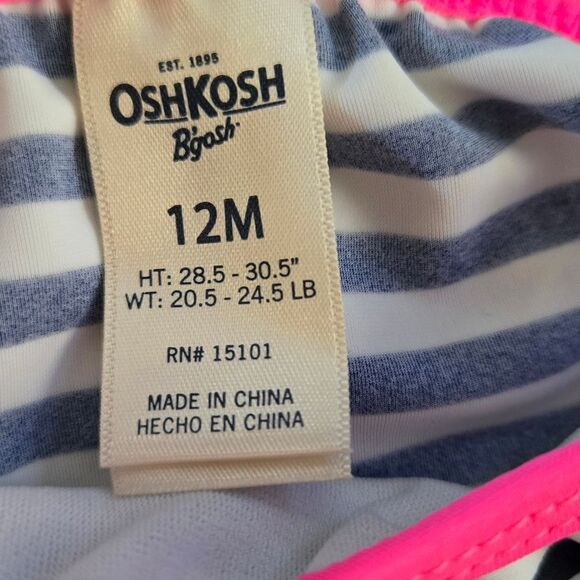 EST. 1895
OSHKOSH
B'gosh
12M
HT: 28.5 - 30.5"
WT: 20.5 - 24.5 LB
RN# 15101
MADE IN CHINA
HECHO EN CHINA